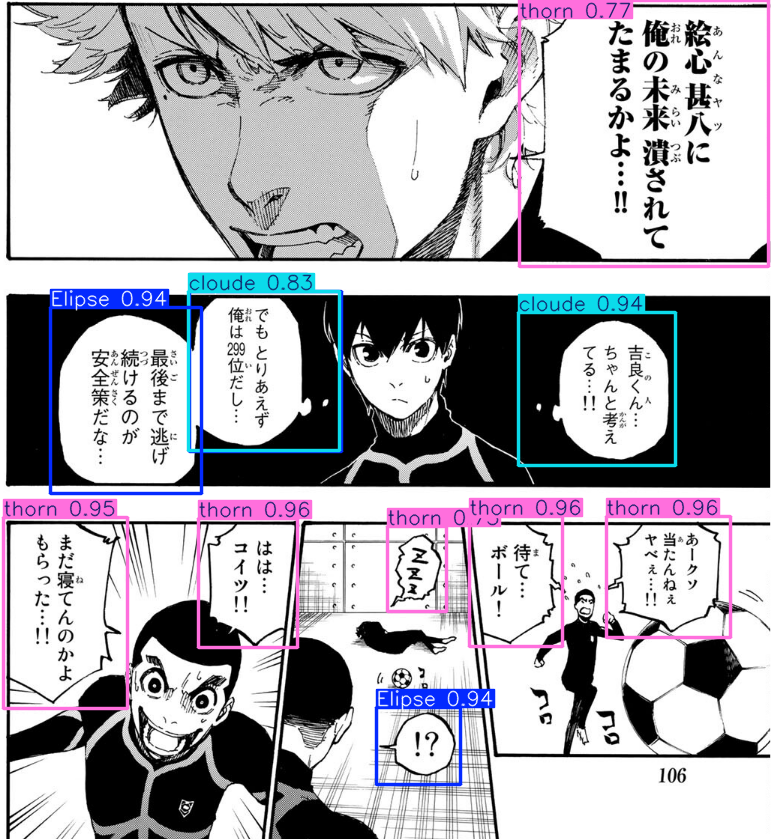 thorn 0.77
絵心甚八に
俺の未来潰されて
たまるかよ…!!
cloude 0.94
吉良くん…
ちゃんと考え
てる…!!
cloude 0.83
でもとりあえず
俺は299位だし…
Elipse 0.94
最後まで逃げ
続けるのが
安全策だな…
thorn 0.96
あークソ
当たんねぇ
ヤベぇ…!!
thorn 0.96
待て…
ボール！
コロ
コロ
zzz
Elipse 0.94
!?
thorn 0.96
はは…
コイツ!!
thorn 0.95
まだ寝てんのかよ
もらった…!!
106